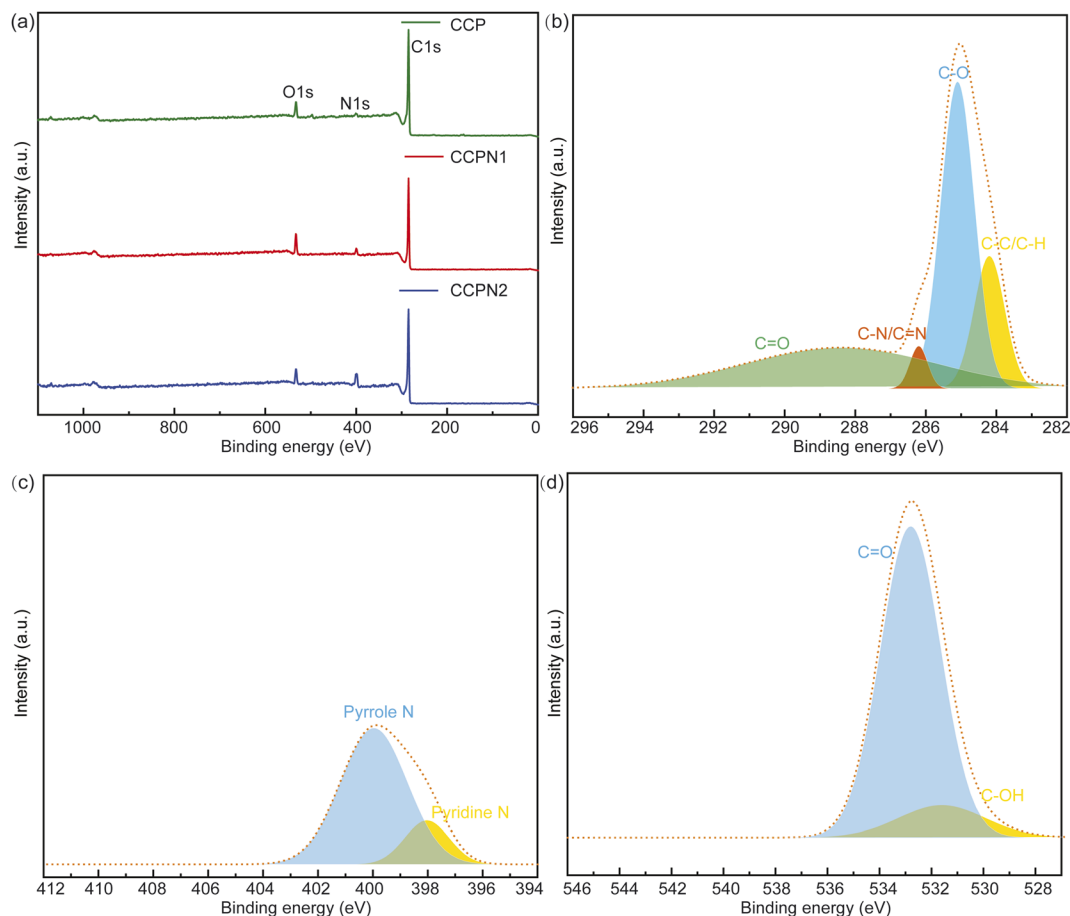 (a)
CCP
C1s
O1s
N1s
CCPN1
CCPN2
Intensity (a.u.)
1000 800 600 400 200 0
Binding energy (eV)
(b)
C-O
C-C/C-H
C-N/C=N
C=O
Intensity (a.u.)
296 294 292 290 288 286 284 282
Binding energy (eV)
(c)
Pyrrole N
Pyridine N
Intensity (a.u.)
412 410 408 406 404 402 400 398 396 394
Binding energy (eV)
(d)
C=O
C-OH
Intensity (a.u.)
546 544 542 540 538 536 534 532 530 528
Binding energy (eV)